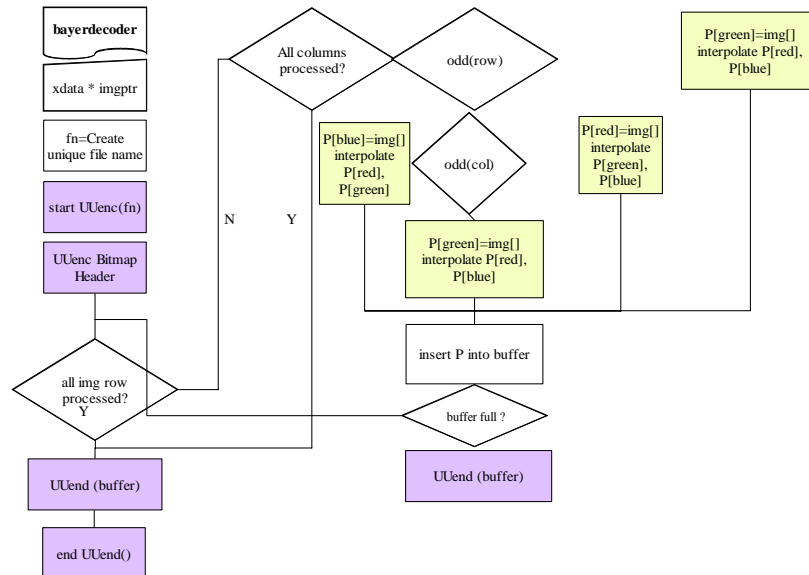 bayerdecoder
xdata * imgptr
fn=Create
unique file name
start UUenc(fn)
UUenc Bitmap
Header
all img row
processed?
Y
UUend (buffer)
end UUend()
All columns
processed?
N
Y
odd(row)
P[blue]=img[]
interpolate
P[red],
P[green]
odd(col)
P[green]=img[]
interpolate P[red],
P[blue]
P[red]=img[]
interpolate
P[green],
P[blue]
P[green]=img[]
interpolate P[red],
P[blue]
insert P into buffer
buffer full ?
UUend (buffer)